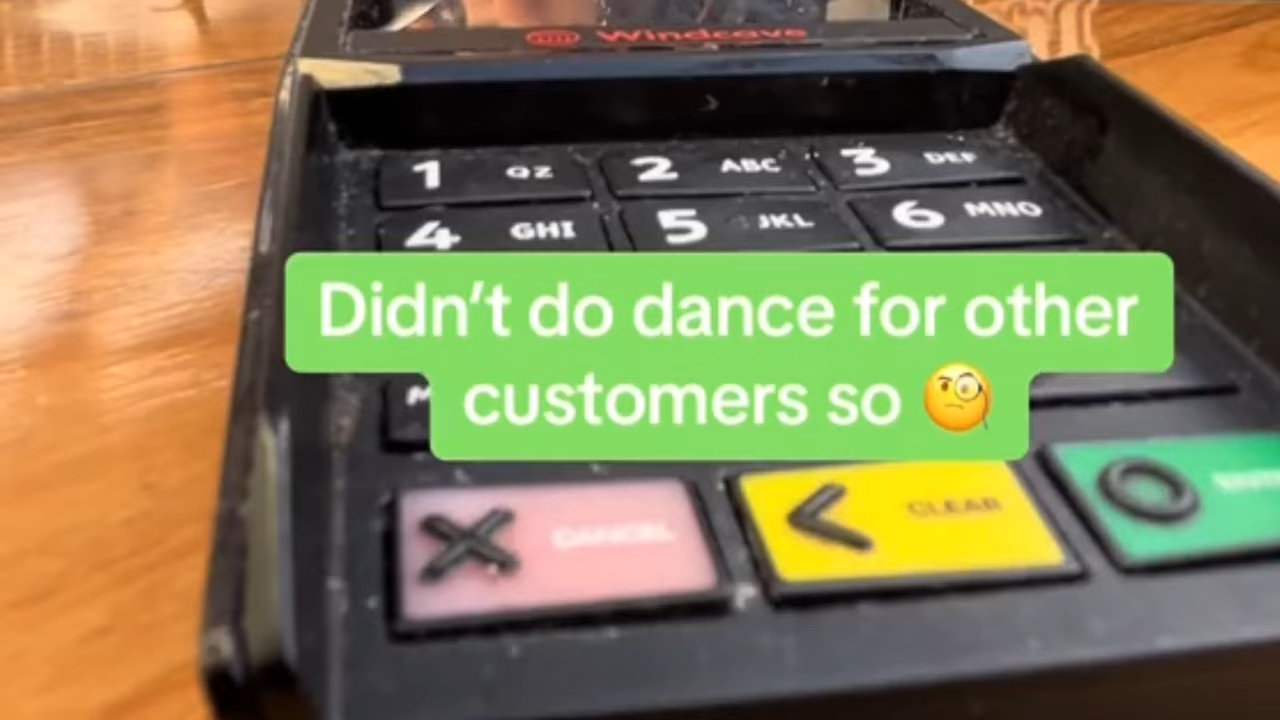 Windcave
1 QZ 2 ABC 3 DEF
4 GHI 5 JKL 6 MNO
Didn't do dance for other
customers so 🧐
CANCEL
CLEAR